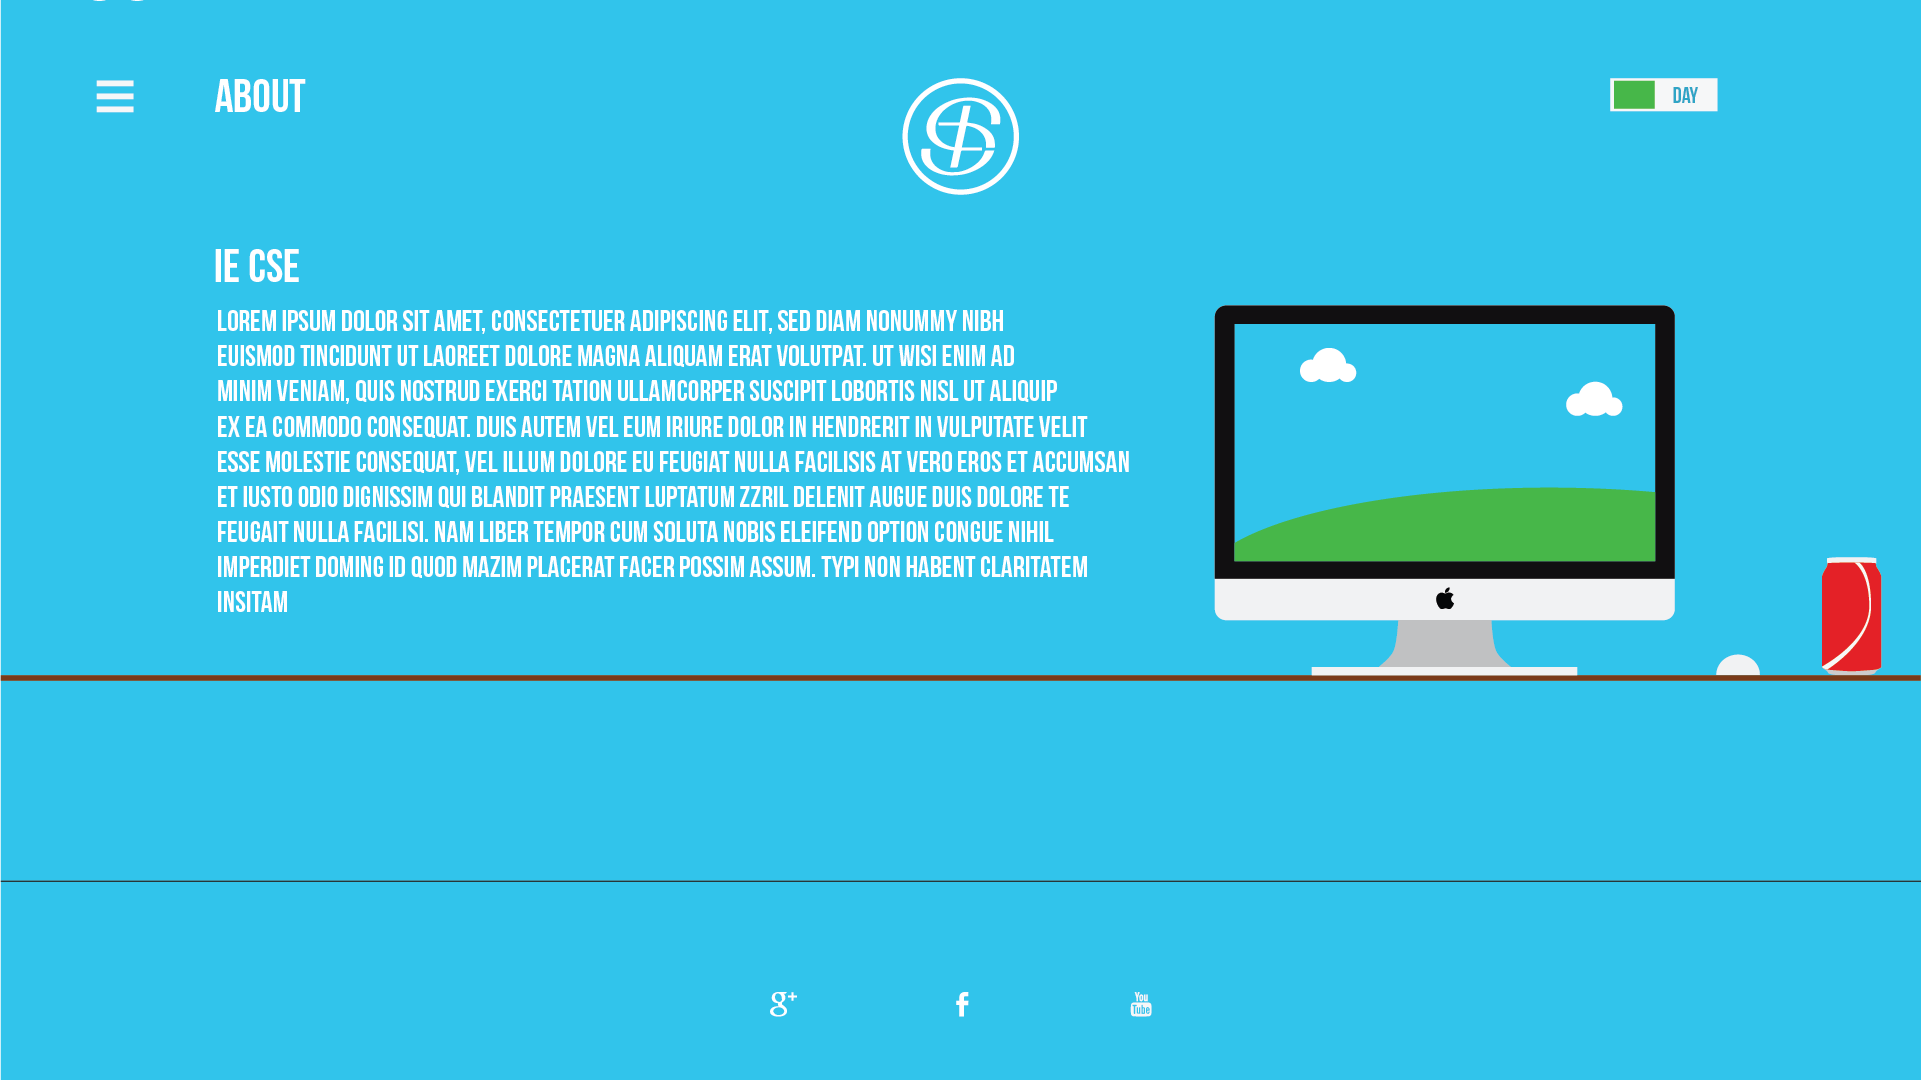 ABOUT
DAY
IE CSE
LOREM IPSUM DOLOR SIT AMET, CONSECTETUER ADIPISCING ELIT, SED DIAM NONUMMY NIBH
EUISMOD TINCIDUNT UT LAOREET DOLORE MAGNA ALIQUAM ERAT VOLUTPAT. UT WISI ENIM AD
MINIM VENIAM, QUIS NOSTRUD EXERCI TATION ULLAMCORPER SUSCIPIT LOBORTIS NISL UT ALIQUIP
EX EA COMMODO CONSEQUAT. DUIS AUTEM VEL EUM IRIURE DOLOR IN HENDRERIT IN VULPUTATE VELIT
ESSE MOLESTIE CONSEQUAT, VEL ILLUM DOLORE EU FEUGIAT NULLA FACILISIS AT VERO EROS ET ACCUMSAN
ET IUSTO ODIO DIGNISSIM QUI BLANDIT PRAESENT LUPTATUM ZZRIL DELENIT AUGUE DUIS DOLORE TE
FEUGAIT NULLA FACILISI. NAM LIBER TEMPOR CUM SOLUTA NOBIS ELEIFEND OPTION CONGUE NIHIL
IMPERDIET DOMING ID QUOD MAZIM PLACERAT FACER POSSIM ASSUM. TYPI NON HABENT CLARITATEM
INSITAM
g+
f
You
Tube